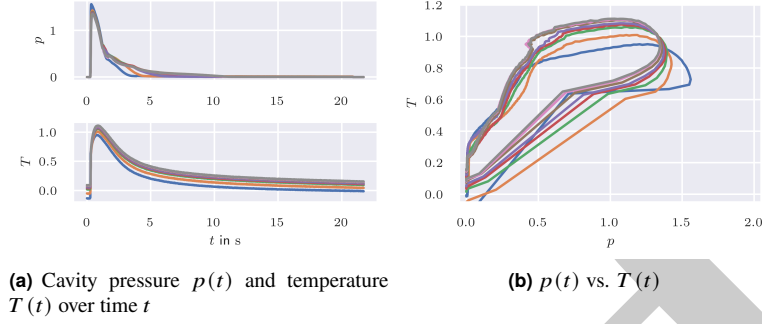 1
0
p
0 5 10 15 20
1.0
0.5
0.0
T
0 5 10 15 20
t in s
1.2
1.0
0.8
0.6
0.4
0.2
0.0
T
0.0 0.5 1.0 1.5 2.0
p
(a) Cavity pressure p(t) and temperature
T(t) over time t
(b) p(t) vs. T(t)